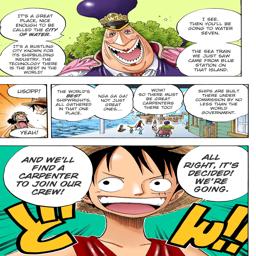 I SEE.
THEN YOU'LL BE
GOING TO WATER
SEVEN.
THE SEA TRAIN
WE JUST SAW
CAME FROM BLUE
STATION ON
THAT ISLAND.
IT'S A GREAT
PLACE, NICE
ENOUGH TO BE
CALLED THE CITY
OF WATER.
IT'S A BUSTLING
CITY KNOWN FOR
ITS SHIPBUILDING
INDUSTRY. THE
TECHNOLOGY THERE
IS THE BEST IN THE
WORLD!
SHIPS ARE BUILT
THERE UNDER
COMMISSION BY NO
LESS THAN THE
WORLD
GOVERNMENT.
WOW!
SO THERE MUST
BE GREAT
CARPENTERS
THERE TOO!
NGA GA GA!
NOT JUST
GREAT
ONES...
THE WORLD'S
BEST
SHIPWRIGHTS,
ALL GATHERED
IN THAT ONE
PLACE.
USOPP!
YEAH!
ALL
RIGHT, IT'S
DECIDED!
WE'RE
GOING.
AND WE'LL
FIND A
CARPENTER
TO JOIN OUR
CREW!
どん!!